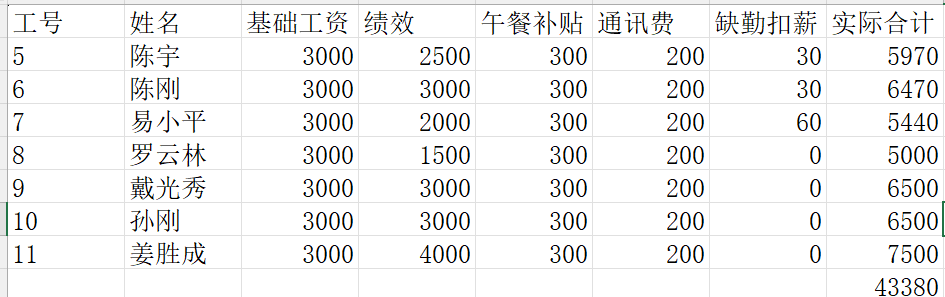 工号 姓名 基础工资 绩效 午餐补贴 通讯费 缺勤扣薪 实际合计
5 陈宇 3000 2500 300 200 30 5970
6 陈刚 3000 3000 300 200 30 6470
7 易小平 3000 2000 300 200 60 5440
8 罗云林 3000 1500 300 200 0 5000
9 戴光秀 3000 3000 300 200 0 6500
10 孙刚 3000 3000 300 200 0 6500
11 姜胜成 3000 4000 300 200 0 7500
43380